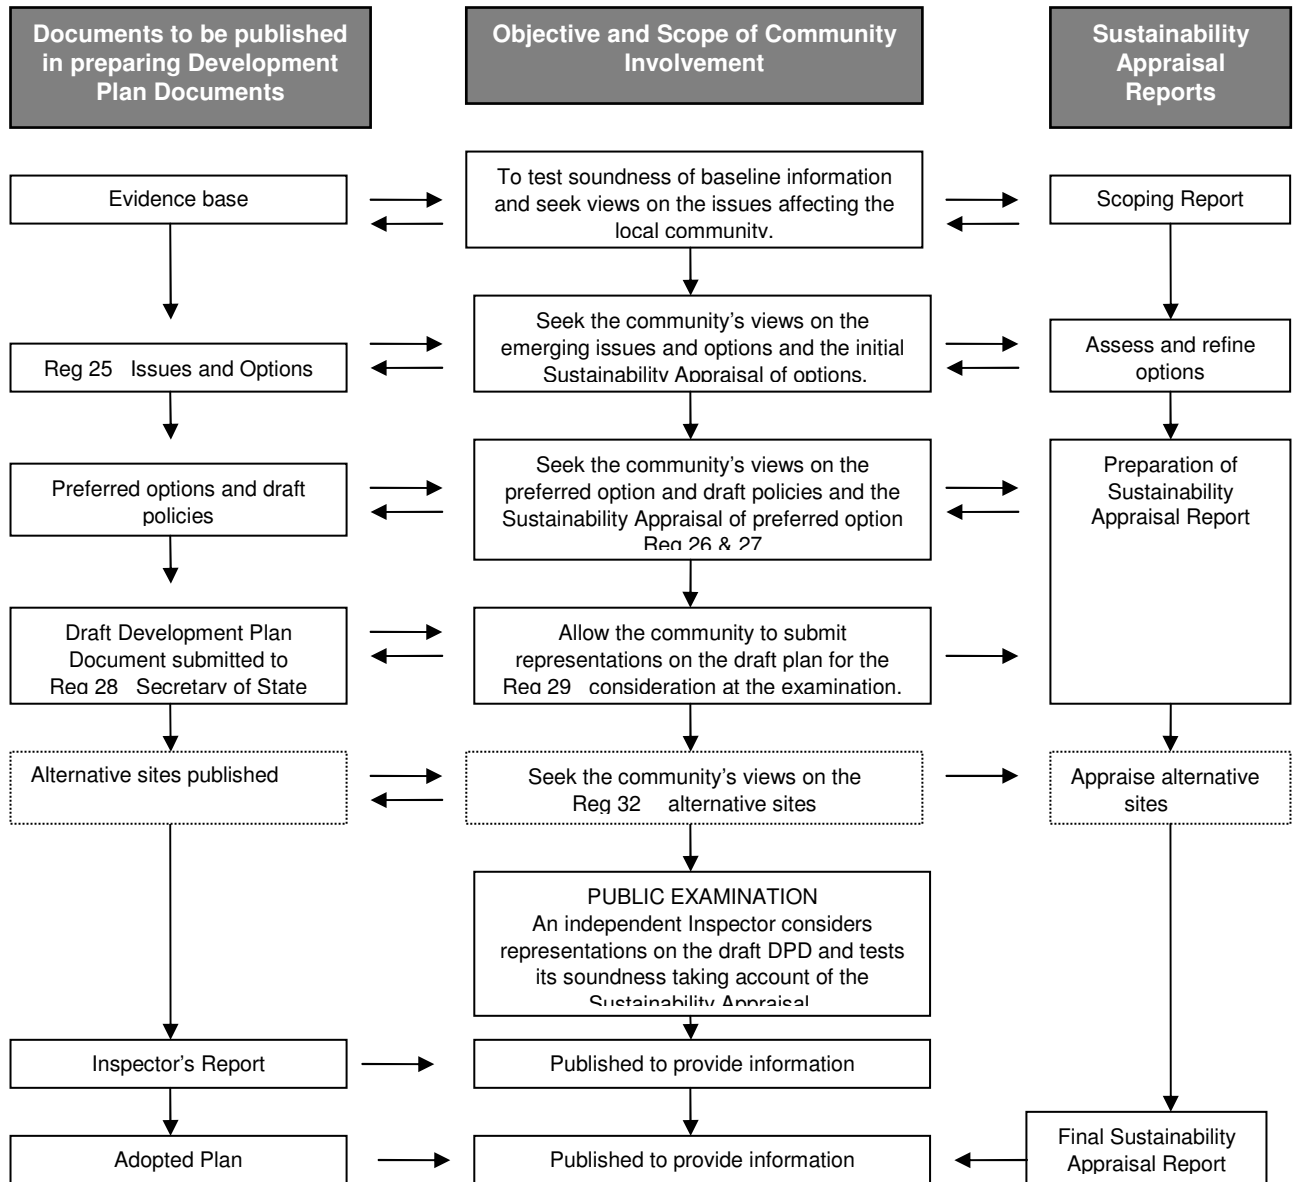 Documents to be published
in preparing Development
Plan Documents
Objective and Scope of Community
Involvement
Sustainability
Appraisal
Reports
Evidence base
To test soundness of baseline information
and seek views on the issues affecting the
local community.
Scoping Report
Reg 25 Issues and Options
Seek the community's views on the
emerging issues and options and the initial
Sustainability Appraisal of options.
Assess and refine
options
Preferred options and draft
policies
Seek the community's views on the
preferred option and draft policies and the
Sustainability Appraisal of preferred option
Reg 26 & 27
Preparation of
Sustainability
Appraisal Report
Draft Development Plan
Document submitted to
Reg 28 Secretary of State
Allow the community to submit
representations on the draft plan for the
Reg 29 consideration at the examination.
Alternative sites published
Seek the community's views on the
Reg 32 alternative sites
Appraise alternative
sites
PUBLIC EXAMINATION
An independent Inspector considers
representations on the draft DPD and tests
its soundness taking account of the
Sustainability Appraisal
Inspector's Report
Published to provide information
Adopted Plan
Published to provide information
Final Sustainability
Appraisal Report